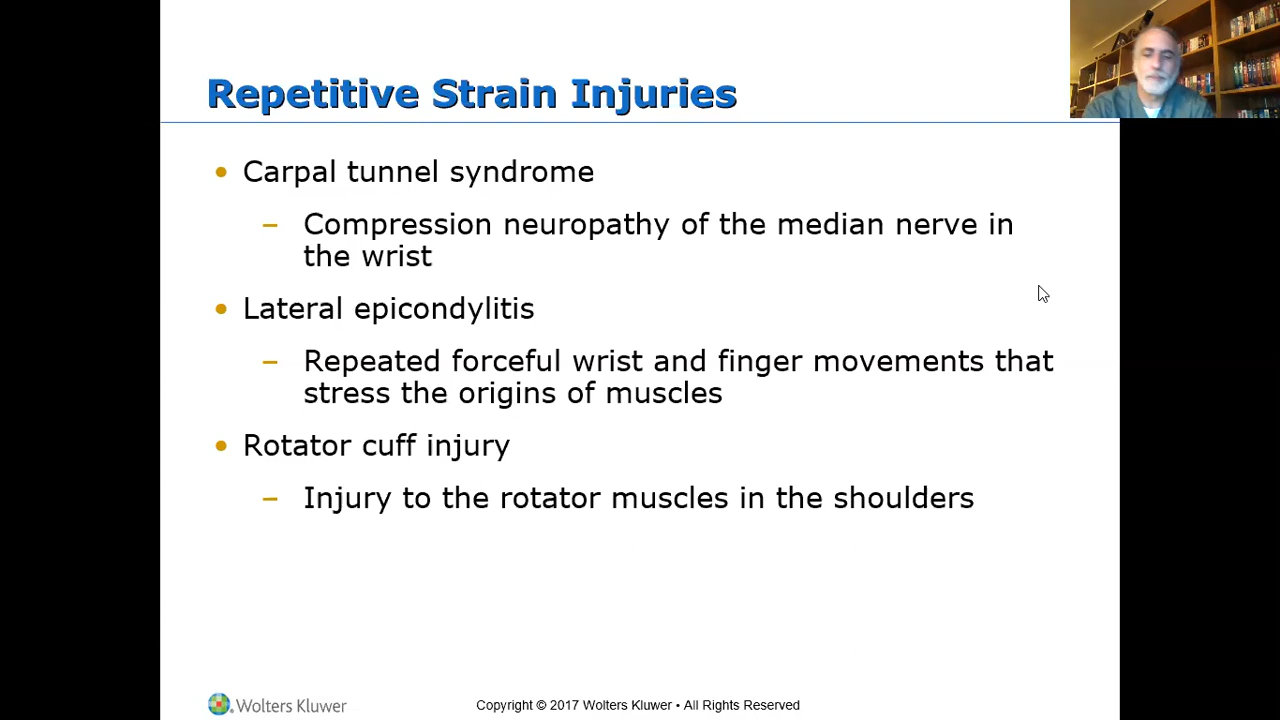 Repetitive Strain Injuries
• Carpal tunnel syndrome
– Compression neuropathy of the median nerve in
the wrist
• Lateral epicondylitis
– Repeated forceful wrist and finger movements that
stress the origins of muscles
• Rotator cuff injury
– Injury to the rotator muscles in the shoulders
Wolters Kluwer
Copyright © 2017 Wolters Kluwer • All Rights Reserved